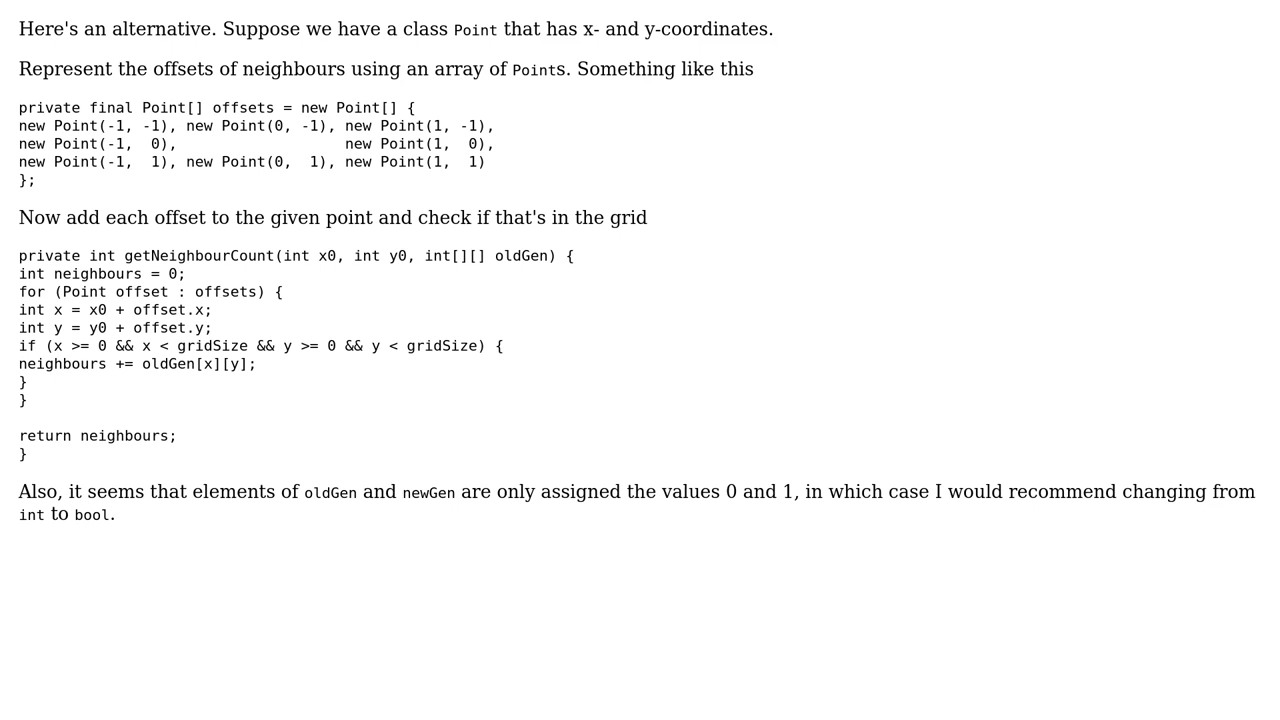 Here's an alternative. Suppose we have a class Point that has x- and y-coordinates.
Represent the offsets of neighbours using an array of Points. Something like this
private final Point[] offsets = new Point[] {
new Point(-1, -1), new Point(0, -1), new Point(1, -1),
new Point(-1,  0),                   new Point(1,  0),
new Point(-1,  1), new Point(0,  1), new Point(1,  1)
};
Now add each offset to the given point and check if that's in the grid
private int getNeighbourCount(int x0, int y0, int[][] oldGen) {
int neighbours = 0;
for (Point offset : offsets) {
int x = x0 + offset.x;
int y = y0 + offset.y;
if (x >= 0 && x < gridSize && y >= 0 && y < gridSize) {
neighbours += oldGen[x][y];
}
}
return neighbours;
}
Also, it seems that elements of oldGen and newGen are only assigned the values 0 and 1, in which case I would recommend changing from
int to bool.